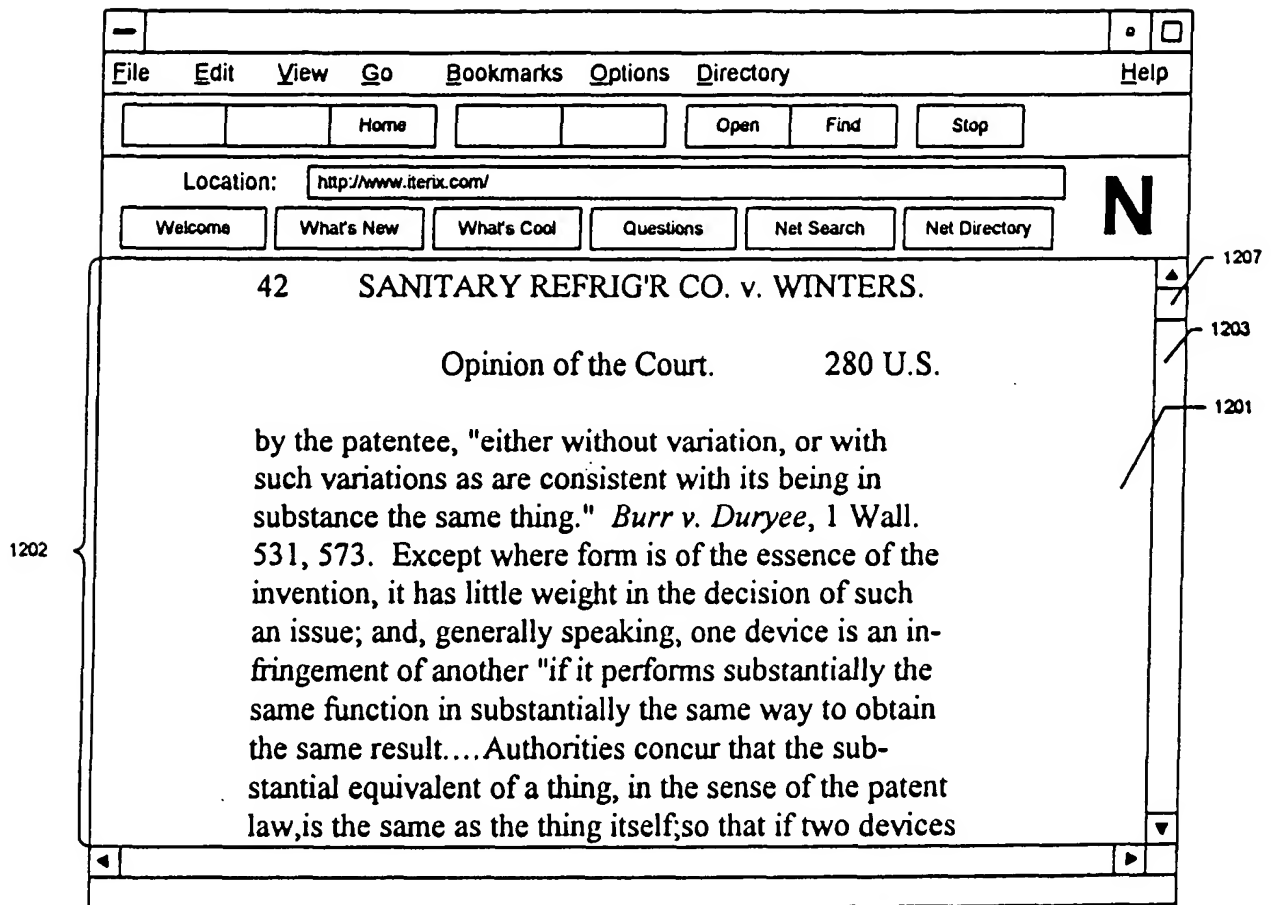 File Edit View Go Bookmarks Options Directory Help
Home Open Find Stop
Location: http://www.iterix.com/
N
Welcome What's New What's Cool Questions Net Search Net Directory
1207
42 SANITARY REFRIG'R CO. v. WINTERS.
1203
Opinion of the Court. 280 U.S.
1201
by the patentee, "either without variation, or with
such variations as are consistent with its being in
substance the same thing." Burr v. Duryee, 1 Wall.
1202
531, 573. Except where form is of the essence of the
invention, it has little weight in the decision of such
an issue; and, generally speaking, one device is an in-
fringement of another "if it performs substantially the
same function in substantially the same way to obtain
the same result....Authorities concur that the sub-
stantial equivalent of a thing, in the sense of the patent
law,is the same as the thing itself;so that if two devices